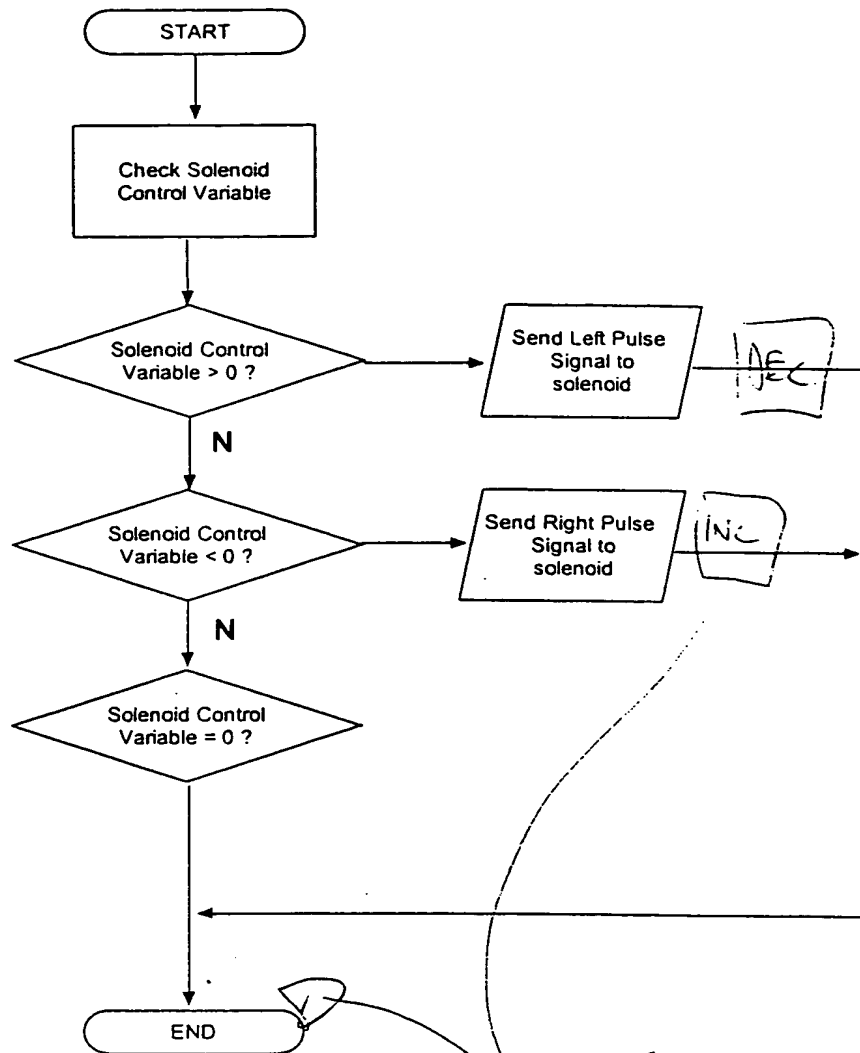 START
Check Solenoid
Control Variable
Solenoid Control
Variable > 0 ?
Send Left Pulse
Signal to
solenoid
DEC
N
Solenoid Control
Variable < 0 ?
Send Right Pulse
Signal to
solenoid
INC
N
Solenoid Control
Variable = 0 ?
END